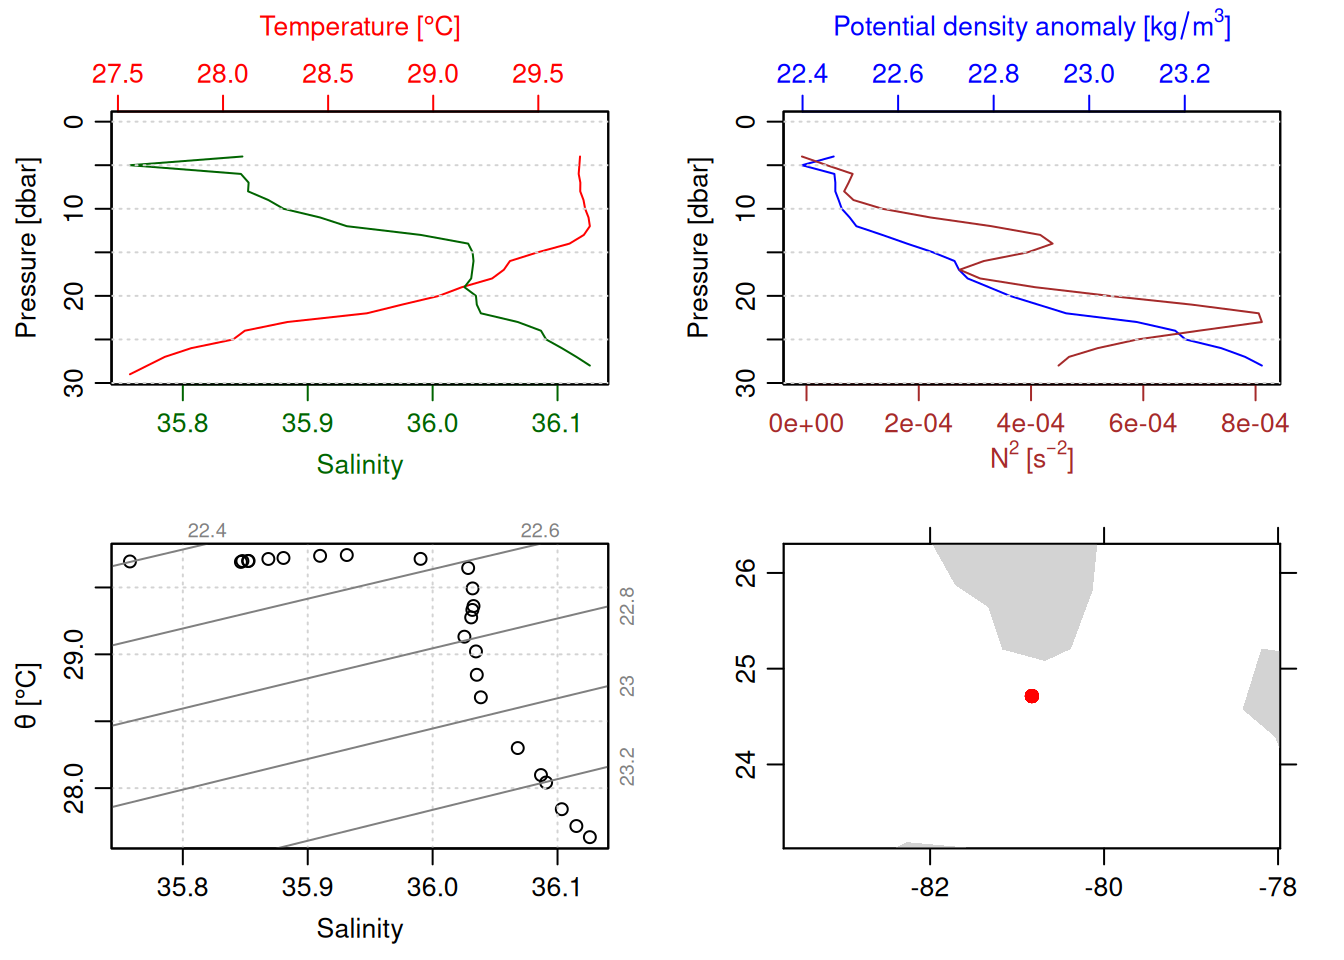 Temperature [°C]
27.5 28.0 28.5 29.0 29.5
Pressure [dbar]
0
10
20
30
35.8 35.9 36.0 36.1
Salinity
Potential density anomaly [kg/m³]
22.4 22.6 22.8 23.0 23.2
Pressure [dbar]
0
10
20
30
0e+00 2e-04 4e-04 6e-04 8e-04
N² [s⁻²]
22.4 22.6
22.8
23
23.2
θ [°C]
29.0
28.0
35.8 35.9 36.0 36.1
Salinity
26
25
24
-82 -80 -78